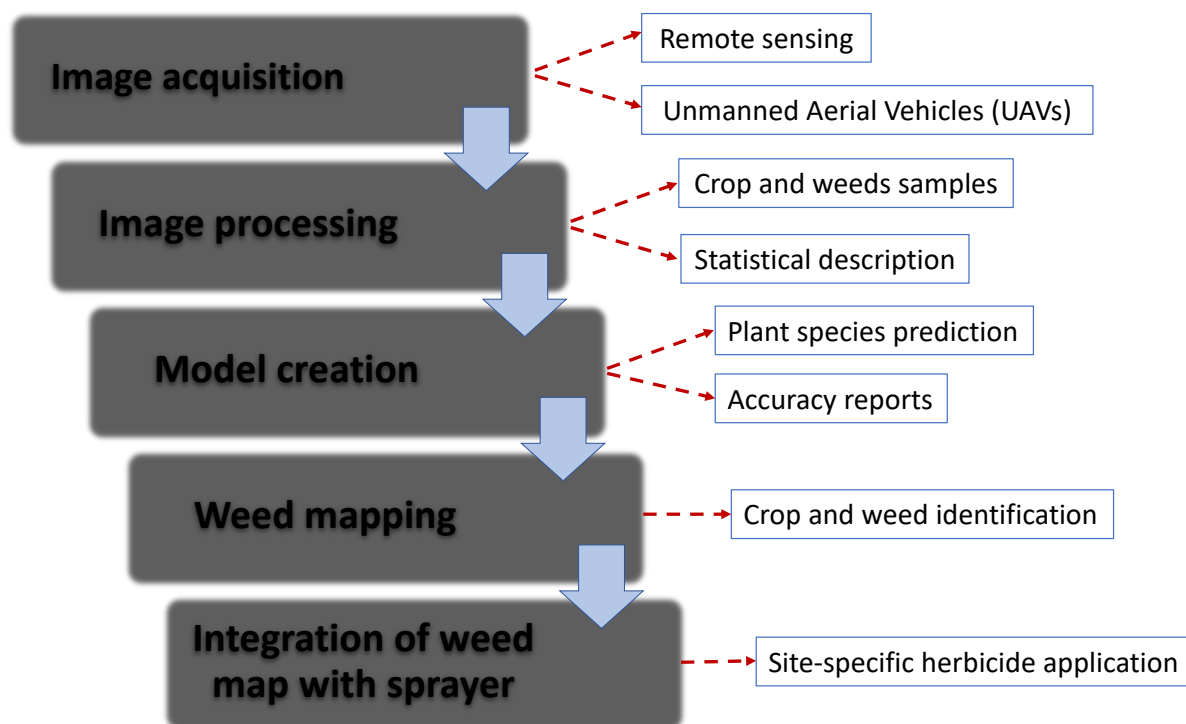 Image acquisition
Remote sensing
Unmanned Aerial Vehicles (UAVs)
Image processing
Crop and weeds samples
Statistical description
Model creation
Plant species prediction
Accuracy reports
Weed mapping
Crop and weed identification
Integration of weed
map with sprayer
Site-specific herbicide application